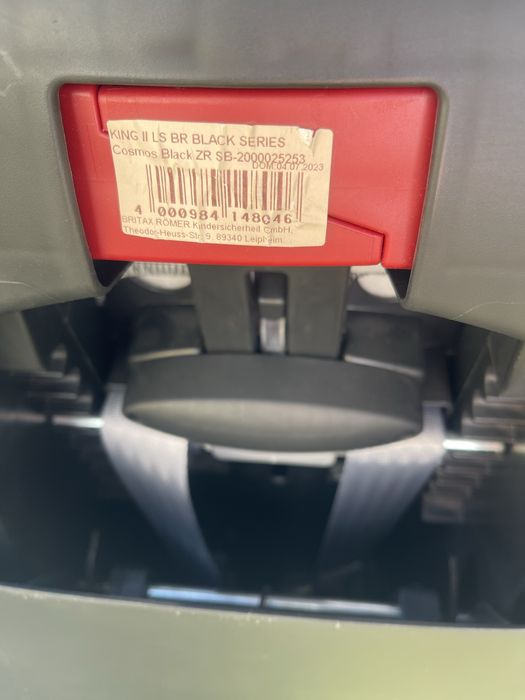 KING II LS BR BLACK SERIES
Cosmos Black ZR SB-2000025253
DOM:04.07.2023
4 000984 148046
BRITAX RÖMER Kindersicherheit GmbH,
Theodor-Heuss-Str. 9, 89340 Leipheim